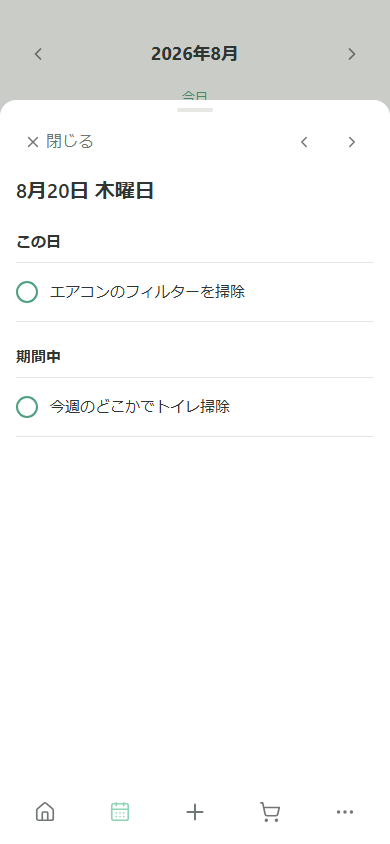 2026年8月
今日
閉じる
8月20日 木曜日
この日
エアコンのフィルターを掃除
期間中
今週のどこかでトイレ掃除